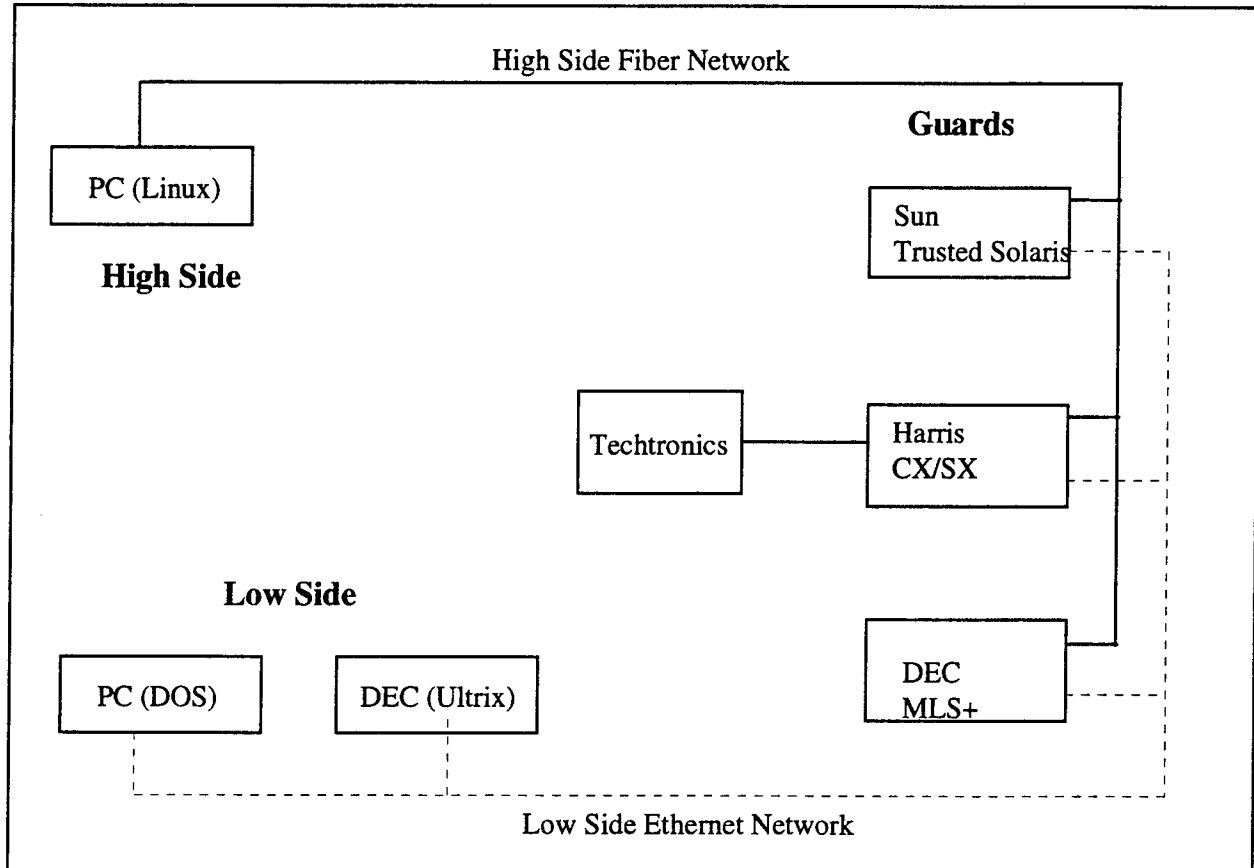 High Side Fiber Network
Guards
PC (Linux)
High Side
Sun
Trusted Solaris
Techtronics
Harris
CX/SX
Low Side
PC (DOS)
DEC (Ultrix)
DEC
MLS+
Low Side Ethernet Network